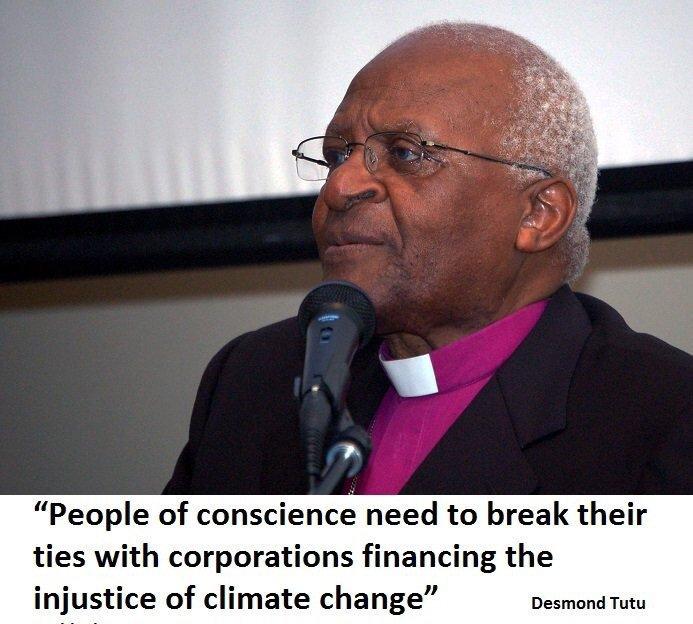 “People of conscience need to break their
ties with corporations financing the
injustice of climate change” Desmond Tutu